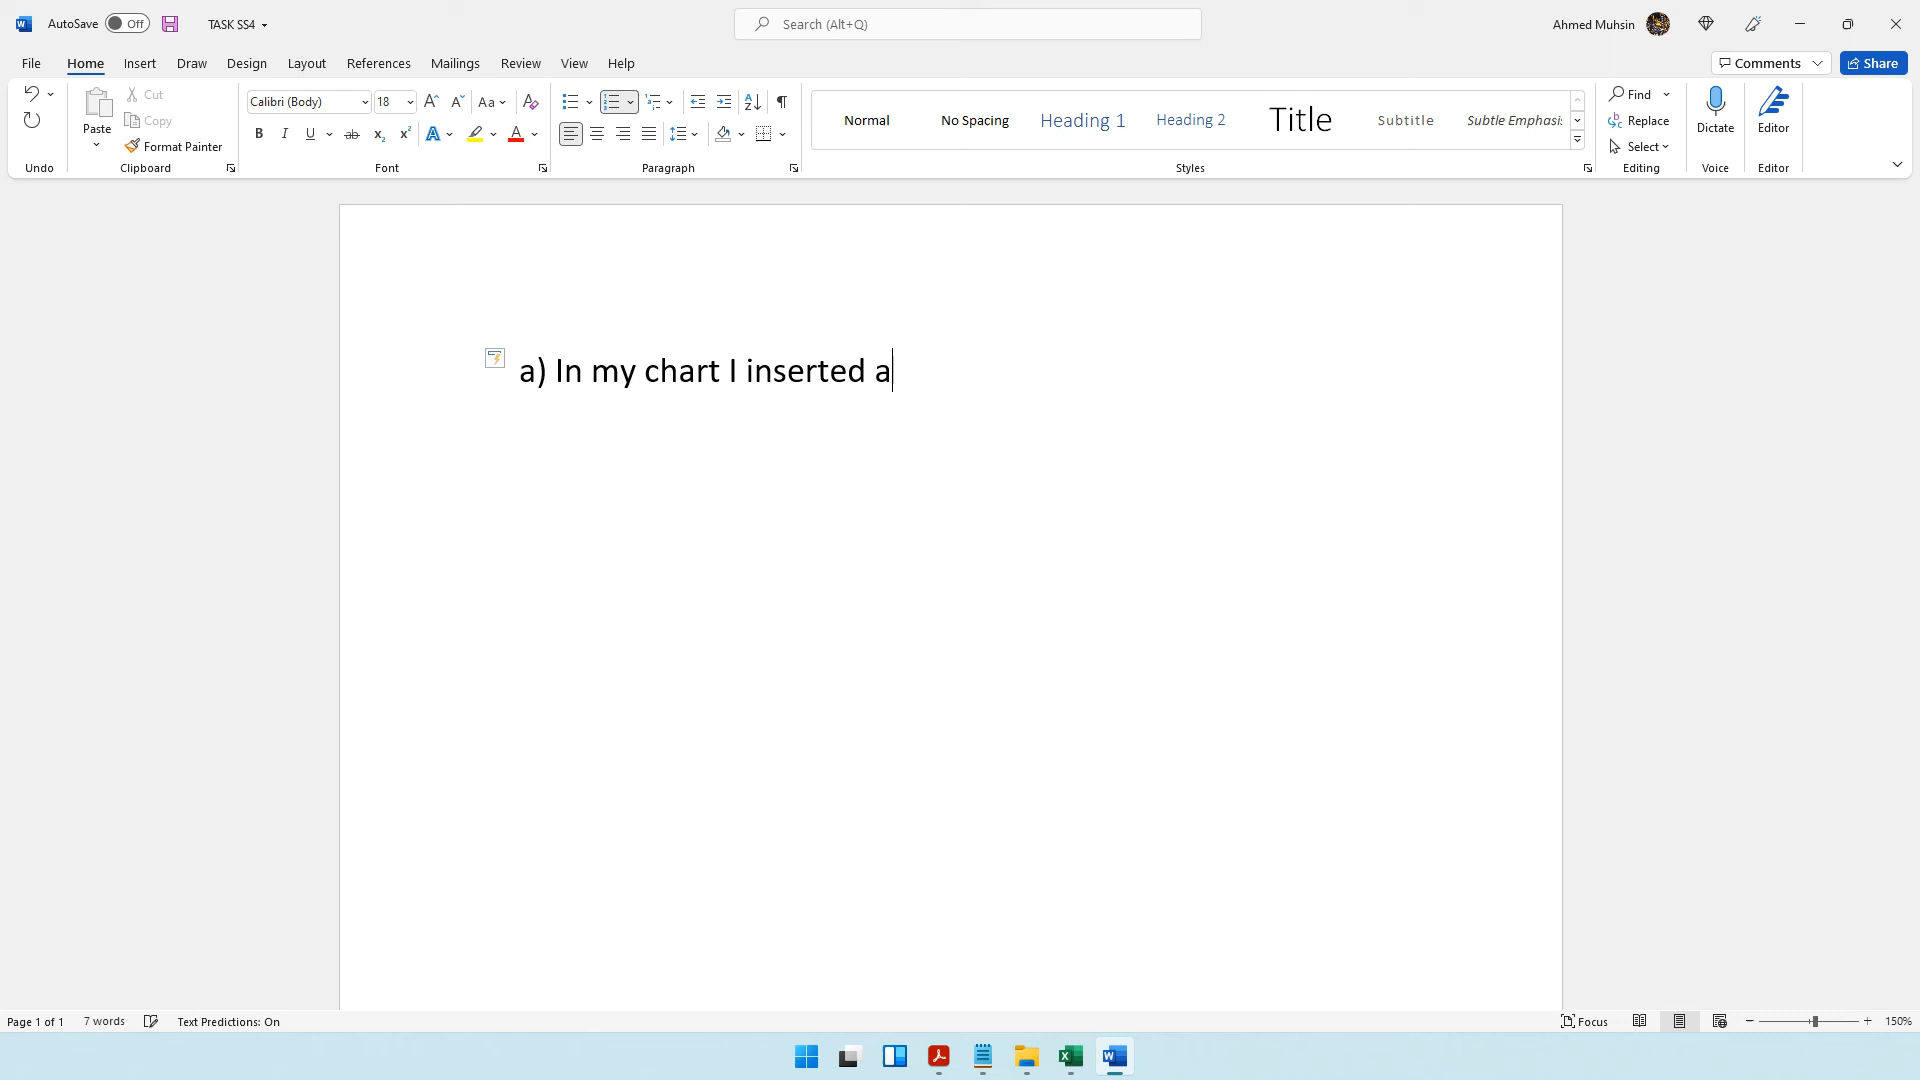 AutoSave Off TASK SS4 Search (Alt+Q) Ahmed Muhsin
File Home Insert Draw Design Layout References Mailings Review View Help Comments Share
Calibri (Body) 18 Aa
Paste Cut Copy Format Painter
Normal No Spacing Heading 1 Heading 2 Title Subtitle Subtle Emphasis
Find Replace Select Dictate Editor
Undo Clipboard Font Paragraph Styles Editing Voice Editor
a) In my chart I inserted a
Page 1 of 1 7 words Text Predictions: On Focus 150%